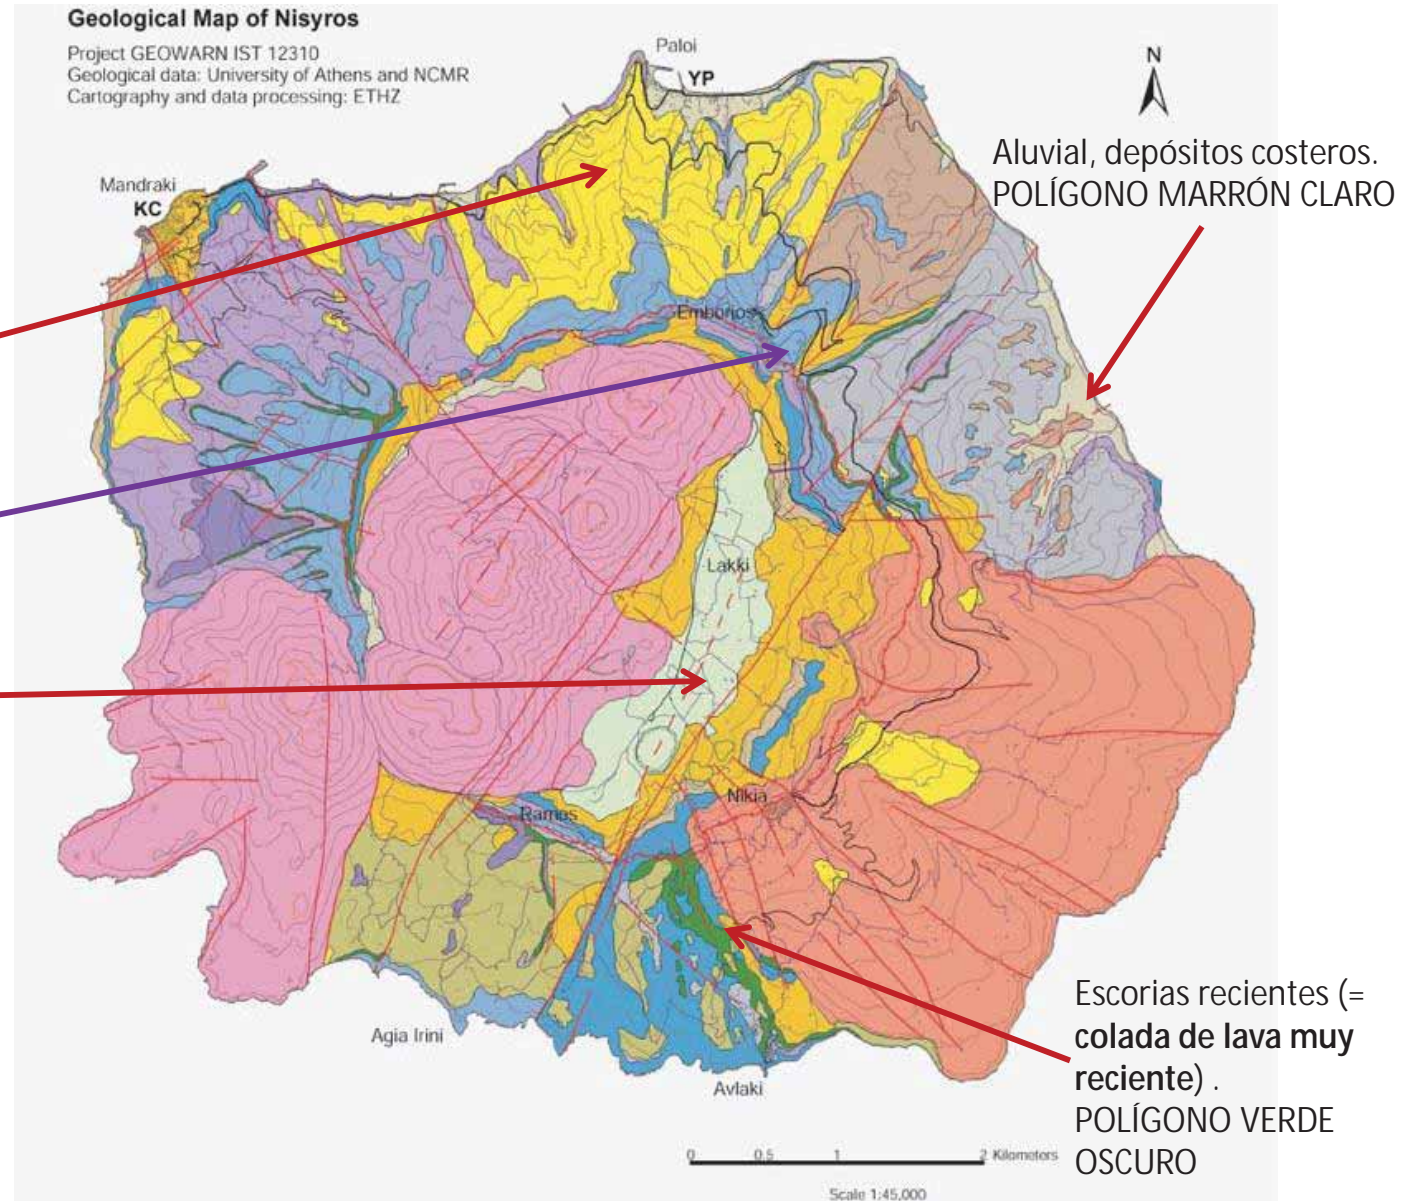 Geological Map of Nisyros
Project GEOWARN IST 12310
Geological data: University of Athens and NCMR
Cartography and data processing: ETHZ
Paloi
YP
N
Mandraki
KC
Aluvial, depósitos costeros.
POLÍGONO MARRÓN CLARO
Emborios
Lakki
Nikia
Ramos
Agia Irini
Avlaki
Escorias recientes (=
colada de lava muy
reciente) .
POLÍGONO VERDE
OSCURO
0 0.5 1 2 Kilometers
Scale 1:45,000